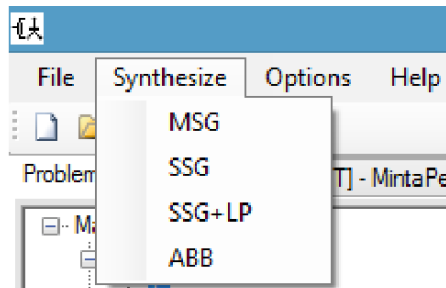 File Synthesize Options Help
MSG
SSG
Problem T] - MintaPe
SSG+LP
Ma
ABB